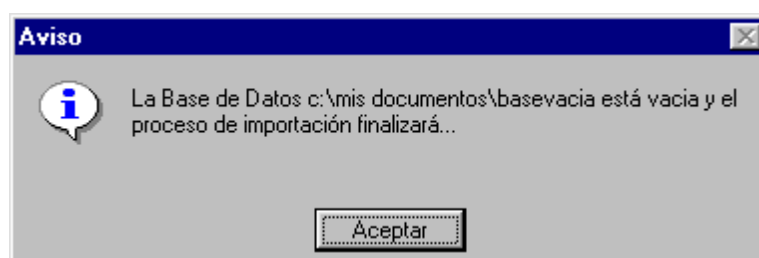 Aviso
La Base de Datos c:\mis documentos\basevacia está vacia y el
proceso de importación finalizará...
Aceptar